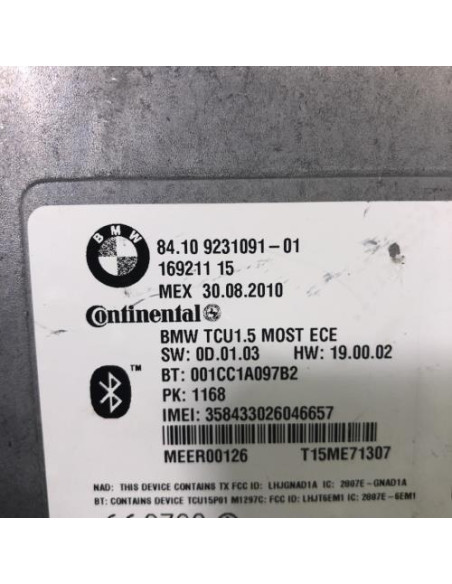 BMW
84.10 9231091-01
169211 15
MEX 30.08.2010
Continental
BMW TCU1.5 MOST ECE
SW: 0D.01.03 HW: 19.00.02
BT: 001CC1A097B2
TM
PK: 1168
IMEI: 358433026046657
MEER00126 T15ME71307
NAD: THIS DEVICE CONTAINS TX FCC ID: LHJGNAD1A IC: 2807E-GNAD1A
BT: CONTAINS DEVICE TCU15P01 M1297C: FCC ID: LHJT6EM1 IC: 2807E-6EM1